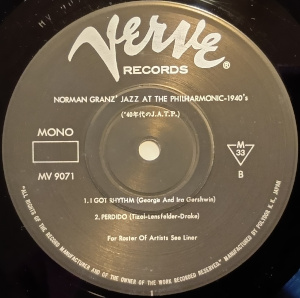 Verve
RECORDS
®
NORMAN GRANZ' JAZZ AT THE PHILHARMONIC-1940's
('40年代のJ.A.T.P.)
MONO
MV 9071
M
33
B
1. I GOT RHYTHM (George And Ira Gershwin)
2. PERDIDO (Tizol-Lensfelder-Drake)
For Roster Of Artists See Liner
"ALL RIGHTS OF THE RECORD MANUFACTURER AND OF THE OWNER OF THE WORK RECORDED RESERVED." MANUFACTURED BY POLYDOR K. K., JAPAN